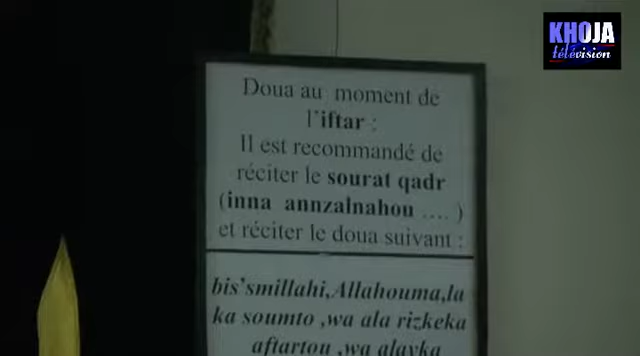 KHOJA
télévision
Doua au moment de
l'iftar :
Il est recommandé de
réciter le sourat qadr
(inna annzalnahou .... )
et réciter le doua suivant :
bis'smillahi,Allahouma,la
ka soumto ,wa ala rizkeka
aftartou ,wa alayka